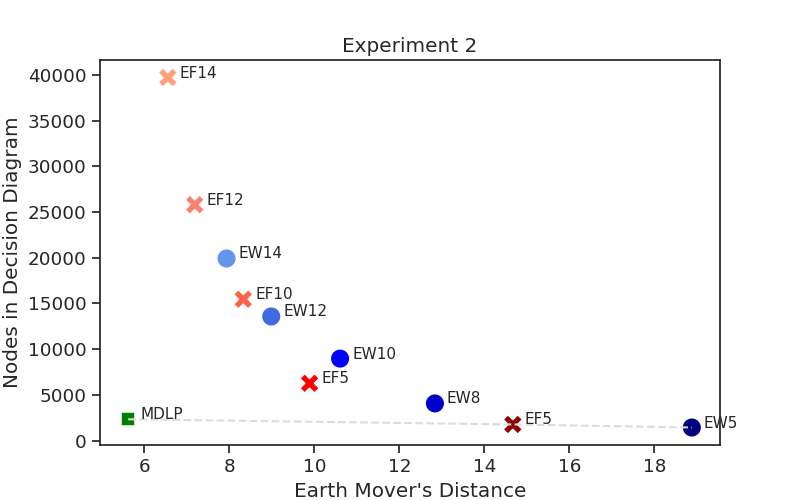 Experiment 2
Nodes in Decision Diagram
40000
35000
30000
25000
20000
15000
10000
5000
0
EF14
EF12
EW14
EF10
EW12
EW10
EF5
EW8
MDLP
EF5
EW5
6 8 10 12 14 16 18
Earth Mover's Distance